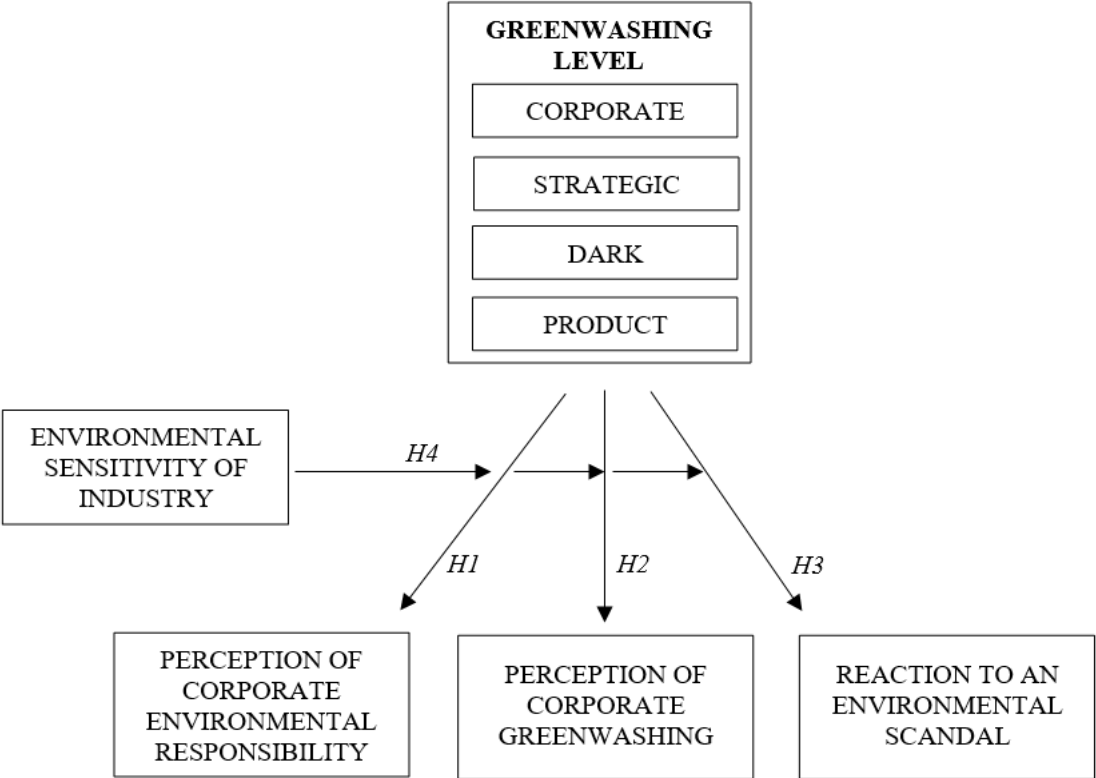 GREENWASHING
LEVEL
CORPORATE
STRATEGIC
DARK
PRODUCT
ENVIRONMENTAL
SENSITIVITY OF
INDUSTRY
H4
H1
H2
H3
PERCEPTION OF
CORPORATE
ENVIRONMENTAL
RESPONSIBILITY
PERCEPTION OF
CORPORATE
GREENWASHING
REACTION TO AN
ENVIRONMENTAL
SCANDAL